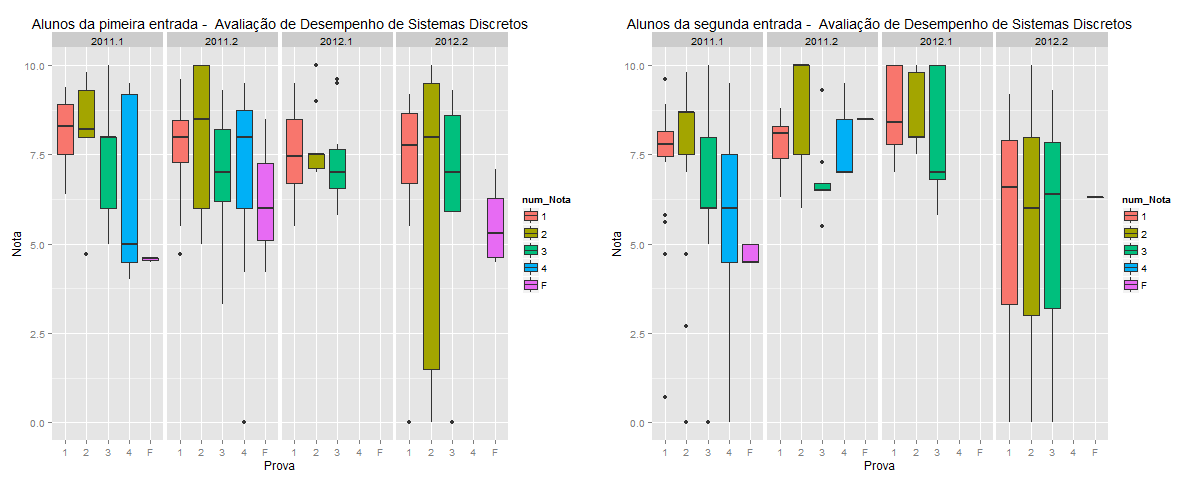 Alunos da pimeira entrada -  Avaliação de Desempenho de Sistemas Discretos
2011.1 2011.2 2012.1 2012.2
10.0
7.5
5.0
2.5
0.0
Nota
1 2 3 4 F 1 2 3 4 F 1 2 3 4 F 1 2 3 4 F
Prova
num_Nota
1
2
3
4
F
Alunos da segunda entrada -  Avaliação de Desempenho de Sistemas Discretos
2011.1 2011.2 2012.1 2012.2
10.0
7.5
5.0
2.5
0.0
Nota
1 2 3 4 F 1 2 3 4 F 1 2 3 4 F 1 2 3 4 F
Prova
num_Nota
1
2
3
4
F